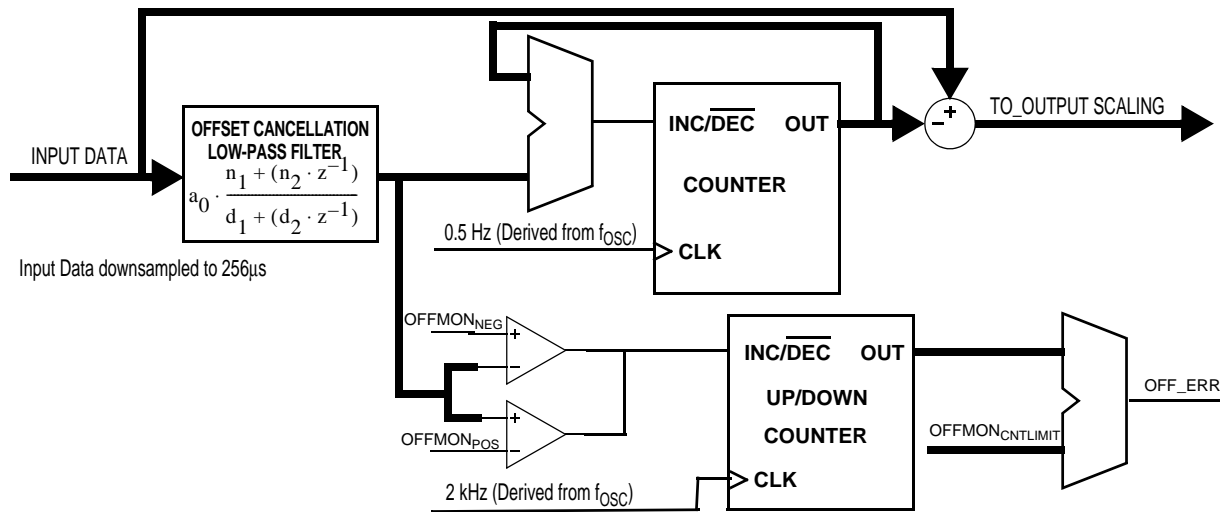 INPUT DATA
OFFSET CANCELLATION
LOW-PASS FILTER
a₀ · (n₁ + (n₂ · z⁻¹)) / (d₁ + (d₂ · z⁻¹))
Input Data downsampled to 256μs
INC/D̅E̅C̅ OUT
COUNTER
0.5 Hz (Derived from fOSC)
CLK
− +
TO_OUTPUT SCALING
OFFMONNEG
+
−
+
OFFMONPOS −
INC/D̅E̅C̅ OUT
UP/DOWN
COUNTER
2 kHz (Derived from fOSC)
CLK
OFFMONCNTLIMIT
OFF_ERR